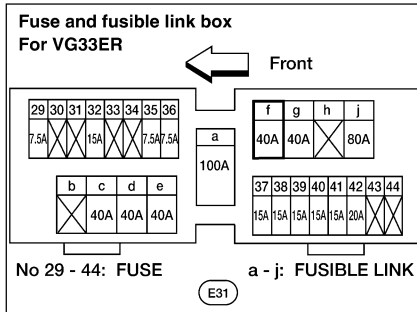 Fuse and fusible link box
For VG33ER
Front
29 30 31 32 33 34 35 36
7.5A 15A 7.5A 7.5A
a
100A
f g h j
40A 40A 80A
b c d e
40A 40A 40A
37 38 39 40 41 42 43 44
15A 15A 15A 15A 15A 20A
No 29 - 44: FUSE
a - j: FUSIBLE LINK
E31